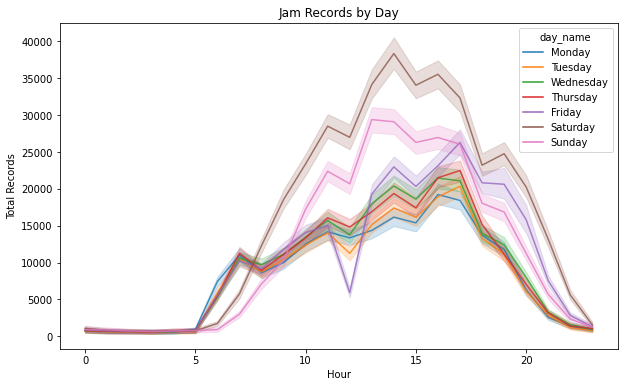 Jam Records by Day
day_name
Monday
Tuesday
Wednesday
Thursday
Friday
Saturday
Sunday
40000
35000
30000
25000
20000
15000
10000
5000
0
Total Records
0 5 10 15 20
Hour